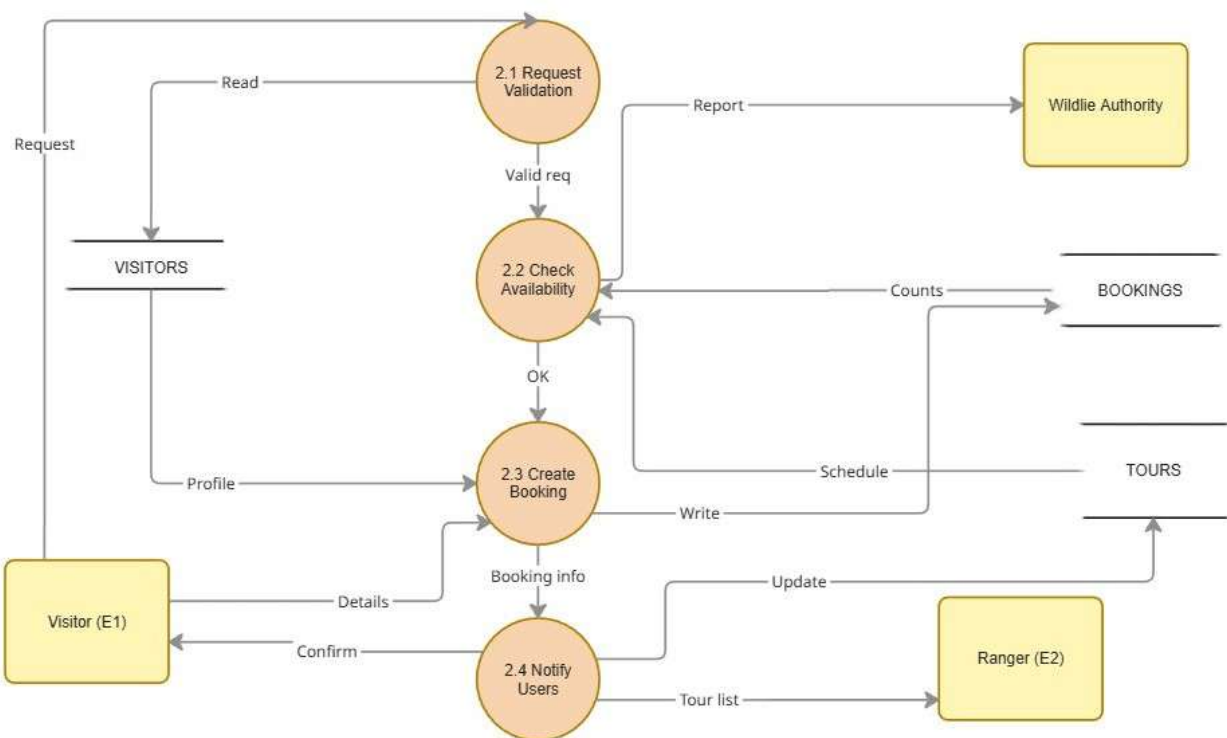 2.1 Request
Validation
Read
Report
Wildlie Authority
Request
Valid req
VISITORS
2.2 Check
Availability
Counts
BOOKINGS
OK
2.3 Create
Booking
Profile
Schedule
TOURS
Write
Booking info
Details
Update
Visitor (E1)
Confirm
2.4 Notify
Users
Tour list
Ranger (E2)